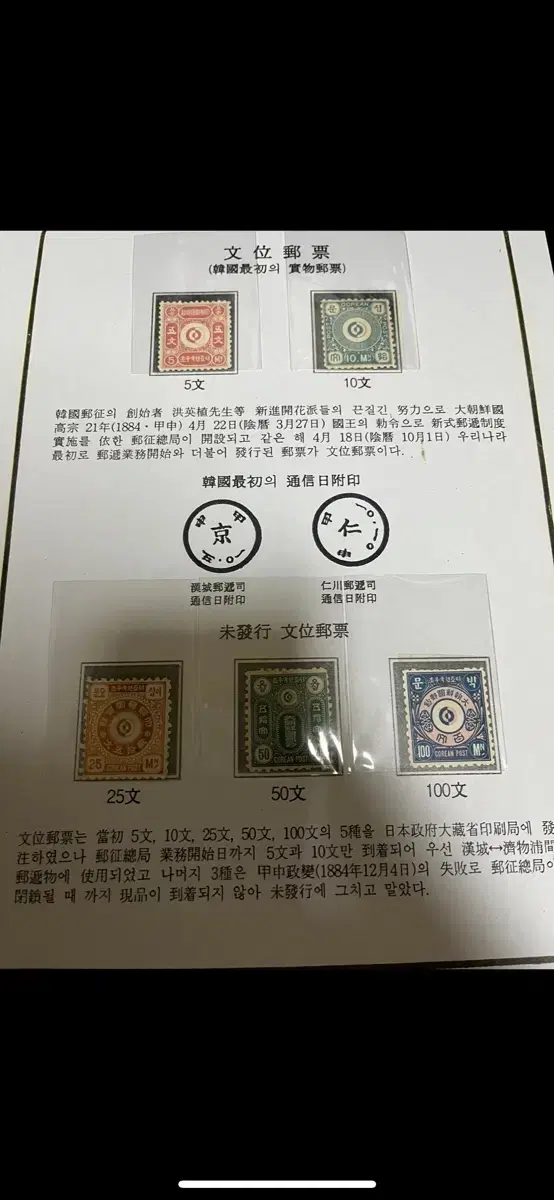 文位郵票
(韓國最初의 實物郵票)
5文
10文
韓國郵征의 創始者 洪英植先生等 新進開花派들의 끈질긴 努力으로 大朝鮮國
高宗 21年(1884·甲申) 4月 22日(陰曆 3月27日) 國王의 勅令으로 新式郵遞制度
實施를 依한 郵征總局이 開設되고 같은 해 4月 18日(陰曆 10月1日) 우리나라
最初로 郵遞業務開始와 더불어 發行된 郵票가 文位郵票이다.
韓國最初의 通信日附印
京
仁
漢城郵遞司
通信日附印
仁川郵遞司
通信日附印
未發行 文位郵票
25 MN
50
COREAN POST
100 MN
COREAN POST
25文
50文
100文
文位郵票는 當初 5文, 10文, 25文, 50文, 100文의 5種을 日本政府大藏省印刷局에 發
注하였으나 郵征總局 業務開始日까지 5文과 10文만 到着되어 우선 漢城↔濟物浦間
郵遞物에 使用되었고 나머지 3種은 甲申政變(1884年12月4日)의 失敗로 郵征總局이
閉鎖될 때 까지 現品이 到着되지 않아 未發行에 그치고 말았다.